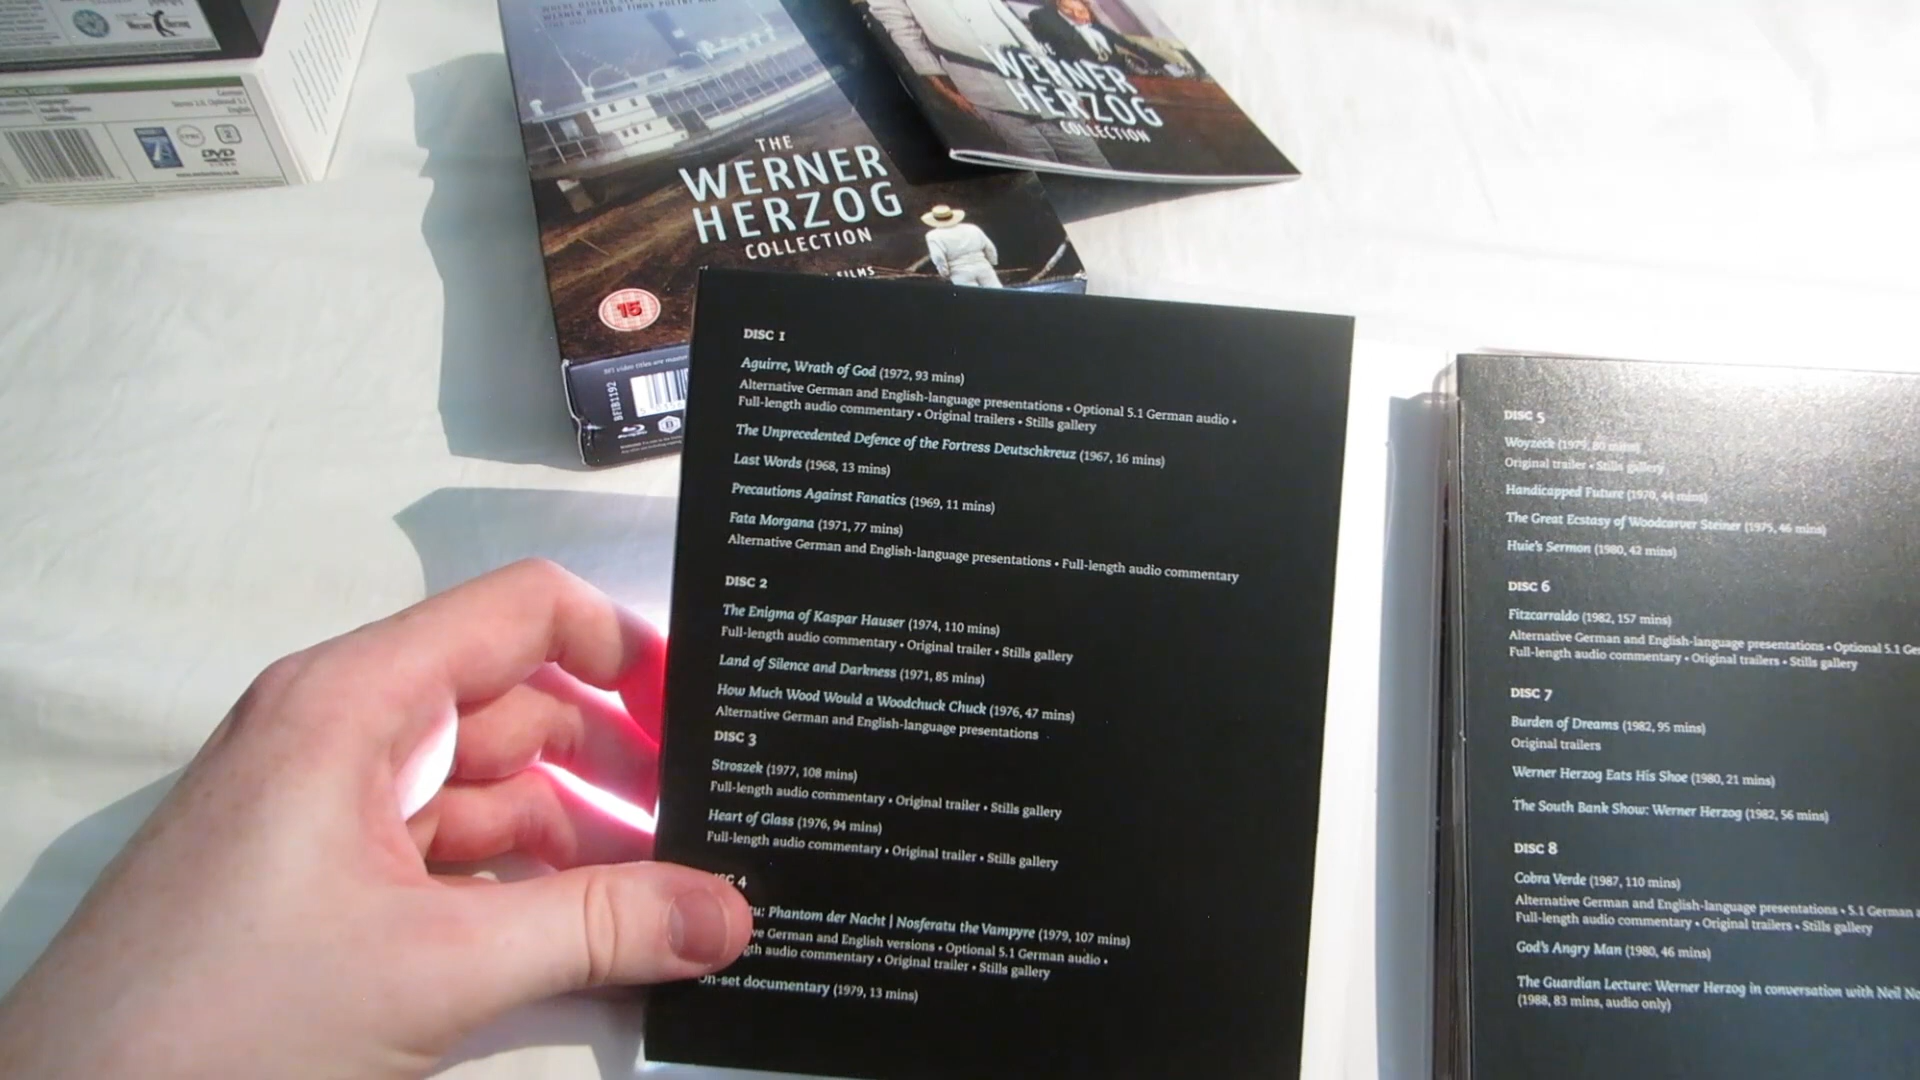 WERNER HERZOG FINDS POETRY AND
THE
WERNER
HERZOG
COLLECTION
FILMS
15
BFIB1192
THE
WERNER
HERZOG
COLLECTION
DVD
DISC 1
Aguirre, Wrath of God (1972, 93 mins)
Alternative German and English-language presentations • Optional 5.1 German audio •
Full-length audio commentary • Original trailers • Stills gallery
The Unprecedented Defence of the Fortress Deutschkreuz (1967, 16 mins)
Last Words (1968, 13 mins)
Precautions Against Fanatics (1969, 11 mins)
Fata Morgana (1971, 77 mins)
Alternative German and English-language presentations • Full-length audio commentary
DISC 2
The Enigma of Kaspar Hauser (1974, 110 mins)
Full-length audio commentary • Original trailer • Stills gallery
Land of Silence and Darkness (1971, 85 mins)
How Much Wood Would a Woodchuck Chuck (1976, 47 mins)
Alternative German and English-language presentations
DISC 3
Stroszek (1977, 108 mins)
Full-length audio commentary • Original trailer • Stills gallery
Heart of Glass (1976, 94 mins)
Full-length audio commentary • Original trailer • Stills gallery
4
Phantom der Nacht | Nosferatu the Vampyre (1979, 107 mins)
German and English versions • Optional 5.1 German audio •
audio commentary • Original trailer • Stills gallery
On-set documentary (1979, 13 mins)
DISC 5
Woyzeck (1979, 80 mins)
Original trailer • Stills gallery
Handicapped Future (1970, 44 mins)
The Great Ecstasy of Woodcarver Steiner (1975, 46 mins)
Huie's Sermon (1980, 42 mins)
DISC 6
Fitzcarraldo (1982, 157 mins)
Alternative German and English-language presentations • Optional 5.1
Full-length audio commentary • Original trailers • Stills gallery
DISC 7
Burden of Dreams (1982, 95 mins)
Original trailers
Werner Herzog Eats His Shoe (1980, 21 mins)
The South Bank Show: Werner Herzog (1982, 56 mins)
DISC 8
Cobra Verde (1987, 110 mins)
Alternative German and English-language presentations • 5.1 German
Full-length audio commentary • Original trailers • Stills gallery
God's Angry Man (1980, 46 mins)
The Guardian Lecture: Werner Herzog in conversation with Neil
(1988, 83 mins, audio only)